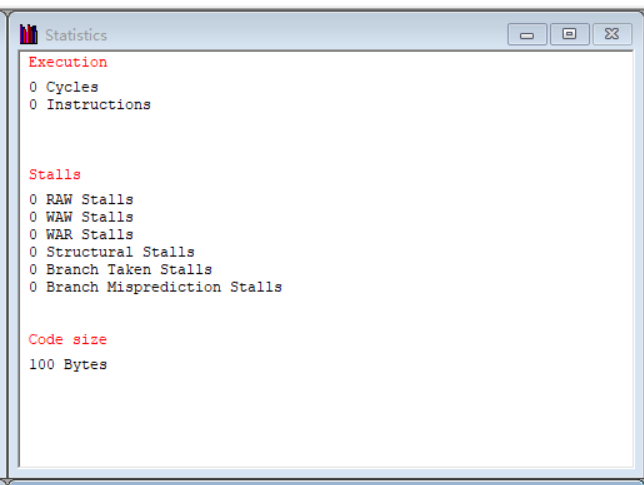 Statistics
Execution
0 Cycles
0 Instructions
Stalls
0 RAW Stalls
0 WAW Stalls
0 WAR Stalls
0 Structural Stalls
0 Branch Taken Stalls
0 Branch Misprediction Stalls
Code size
100 Bytes